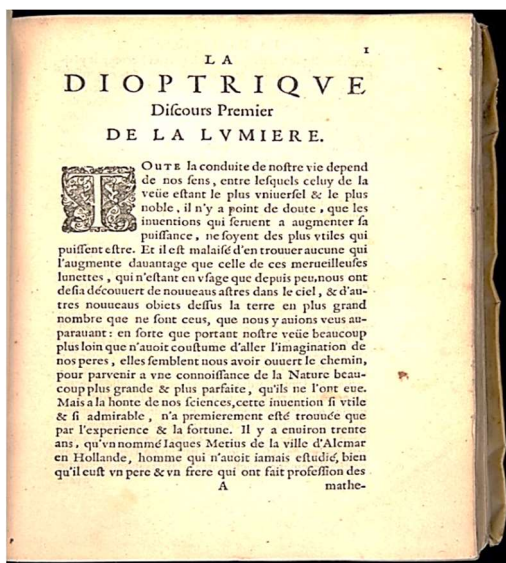 1
LA
DIOPTRIQVE
Diſcours Premier
DE LA LVMIERE.
TOUTE la conduite de noſtre vie depend
de nos ſens, entre leſquels celuy de la
veüe eſtant le plus vniuerſel & le plus
noble, il n'y a point de doute, que les
inuentions qui ſeruent a augmenter ſa
puiſſance, ne ſoyent des plus vtiles qui
puiſſent eſtre. Et il eſt malaiſé d'en trouuer aucune qui
l'augmente dauantage que celle de ces merueilleuſes
lunettes, qui n'eſtant en vſage que depuis peu, nous ont
deſia découuert de nouueaus aſtres dans le ciel, & d'au-
tres nouueaus obiets deſſus la terre en plus grand
nombre que ne ſont ceus, que nous y auions veus au-
parauant: en ſorte que portant noſtre veüe beaucoup
plus loin que n'auoit couſtume d'aller l'imagination de
nos peres, elles ſemblent nous auoir ouuert le chemin,
pour paruenir a vne connoiſſance de la Nature beau-
coup plus grande & plus parfaite, qu'ils ne l'ont eue.
Mais a la honte de nos ſciences, cette inuention ſi vtile
& ſi admirable, n'a premierement eſté trouuée que
par l'experience & la fortune. Il y a enuiron trente
ans, qu'vn nommé Iaques Metius de la ville d'Alcmar
en Hollande, homme qui n'auoit iamais eſtudié, bien
qu'il euſt vn pere & vn frere qui ont fait profeſſion des
A mathe-